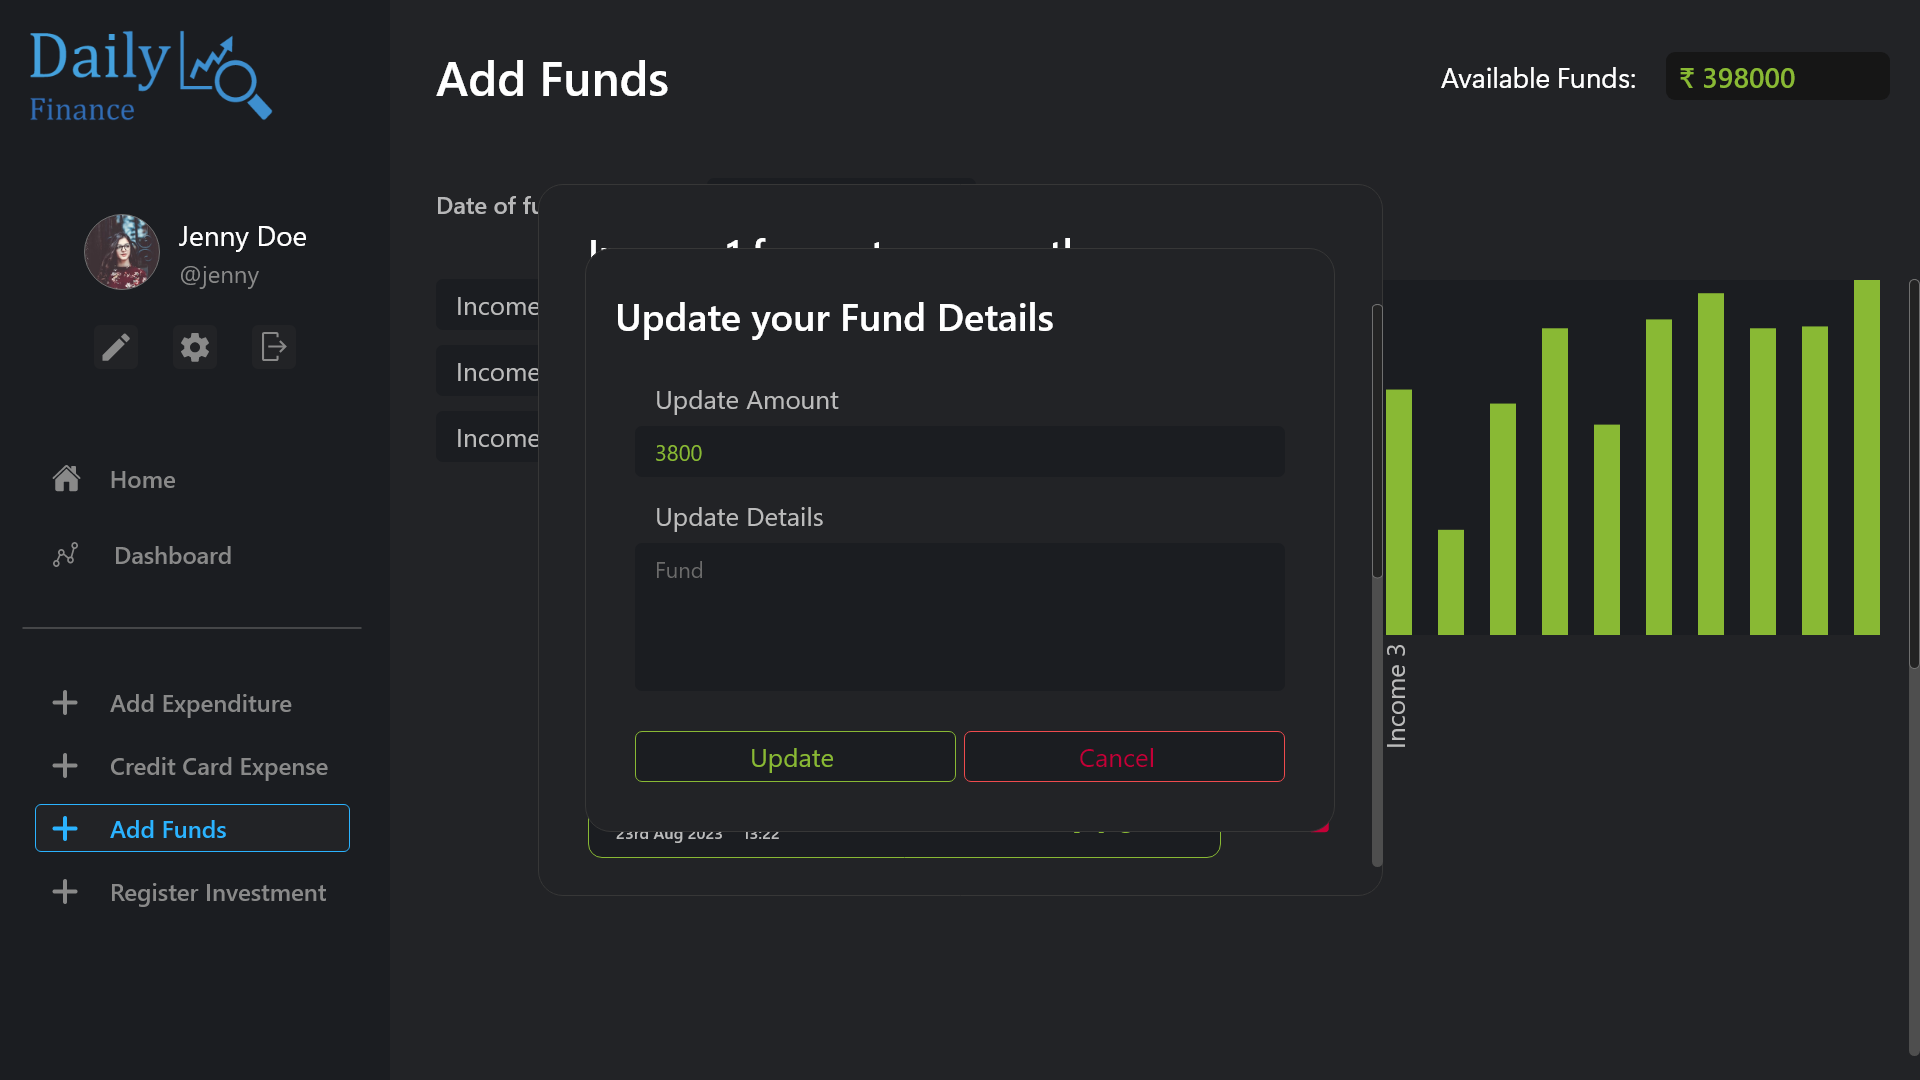 Daily
Finance
Jenny Doe
@jenny
Home
Dashboard
Add Expenditure
Credit Card Expense
Add Funds
Register Investment
Add Funds
Available Funds: ₹ 398000
Date of fu
Income
Income
Income
Update your Fund Details
Update Amount
3800
Update Details
Fund
Update Cancel
23rd Aug 2023 13:22
Income 3